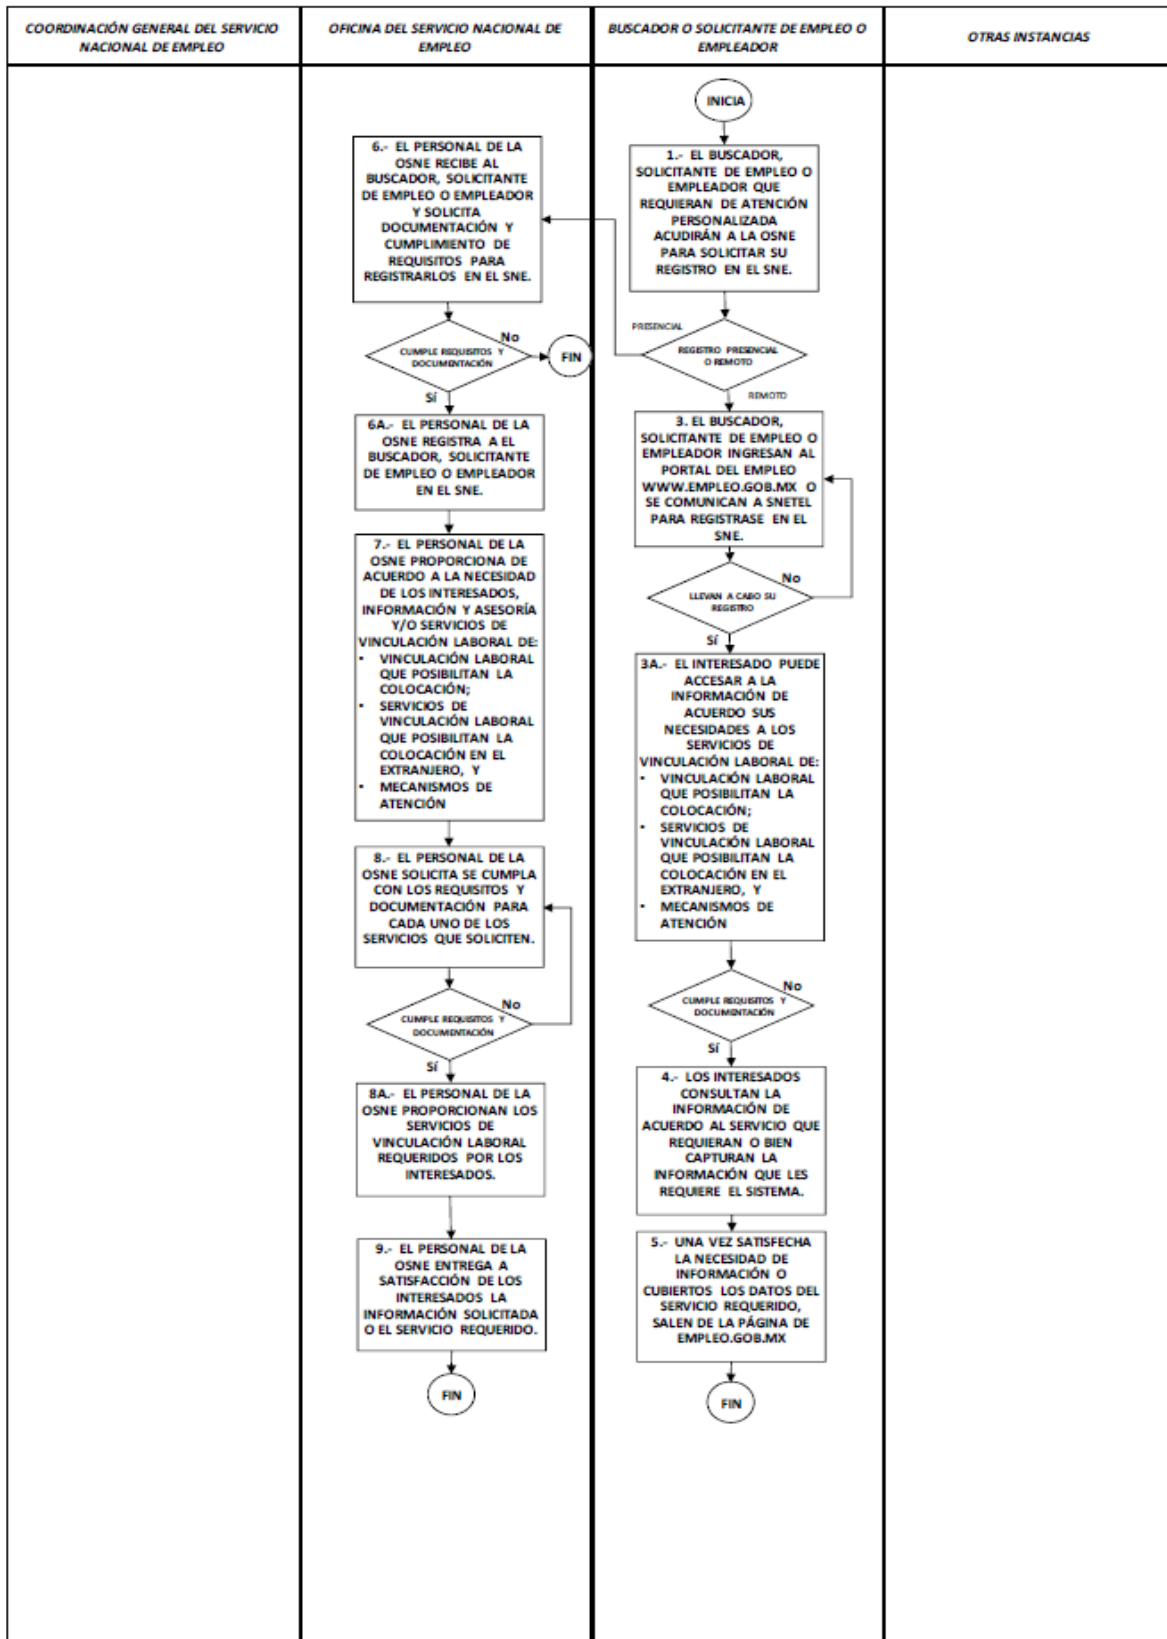 COORDINACIÓN GENERAL DEL SERVICIO
NACIONAL DE EMPLEO
OFICINA DEL SERVICIO NACIONAL DE
EMPLEO
BUSCADOR O SOLICITANTE DE EMPLEO O
EMPLEADOR
OTRAS INSTANCIAS
INICIA
1.- EL BUSCADOR,
SOLICITANTE DE EMPLEO O
EMPLEADOR QUE
REQUIERAN DE ATENCIÓN
PERSONALIZADA
ACUDIRÁN A LA OSNE
PARA SOLICITAR SU
REGISTRO EN EL SNE.
REGISTRO PRESENCIAL
O REMOTO
PRESENCIAL
REMOTO
3. EL BUSCADOR,
SOLICITANTE DE EMPLEO O
EMPLEADOR INGRESAN AL
PORTAL DEL EMPLEO
WWW.EMPLEO.GOB.MX O
SE COMUNICAN A SNETEL
PARA REGISTRASE EN EL
SNE.
LLEVAN A CABO SU
REGISTRO
No
Sí
3A.- EL INTERESADO PUEDE
ACCESAR A LA
INFORMACIÓN DE
ACUERDO SUS
NECESIDADES A LOS
SERVICIOS DE
VINCULACIÓN LABORAL DE:
▪ VINCULACIÓN LABORAL
QUE POSIBILITAN LA
COLOCACIÓN;
▪ SERVICIOS DE
VINCULACIÓN LABORAL
QUE POSIBILITAN LA
COLOCACIÓN EN EL
EXTRANJERO, Y
▪ MECANISMOS DE
ATENCIÓN
CUMPLE REQUISITOS Y
DOCUMENTACIÓN
No
Sí
4.- LOS INTERESADOS
CONSULTAN LA
INFORMACIÓN DE
ACUERDO AL SERVICIO QUE
REQUIERAN O BIEN
CAPTURAN LA
INFORMACIÓN QUE LES
REQUIERE EL SISTEMA.
5.- UNA VEZ SATISFECHA
LA NECESIDAD DE
INFORMACIÓN O
CUBIERTOS LOS DATOS DEL
SERVICIO REQUERIDO,
SALEN DE LA PÁGINA DE
EMPLEO.GOB.MX
FIN
6.- EL PERSONAL DE LA
OSNE RECIBE AL
BUSCADOR, SOLICITANTE
DE EMPLEO O EMPLEADOR
Y SOLICITA
DOCUMENTACIÓN Y
CUMPLIMIENTO DE
REQUISITOS PARA
REGISTRARLOS EN EL SNE.
CUMPLE REQUISITOS Y
DOCUMENTACIÓN
No
FIN
Sí
6A.- EL PERSONAL DE LA
OSNE REGISTRA A EL
BUSCADOR, SOLICITANTE
DE EMPLEO O EMPLEADOR
EN EL SNE.
7.- EL PERSONAL DE LA
OSNE PROPORCIONA DE
ACUERDO A LA NECESIDAD
DE LOS INTERESADOS,
INFORMACIÓN Y ASESORÍA
Y/O SERVICIOS DE
VINCULACIÓN LABORAL DE:
▪ VINCULACIÓN LABORAL
QUE POSIBILITAN LA
COLOCACIÓN;
▪ SERVICIOS DE
VINCULACIÓN LABORAL
QUE POSIBILITAN LA
COLOCACIÓN EN EL
EXTRANJERO, Y
▪ MECANISMOS DE
ATENCIÓN
8.- EL PERSONAL DE LA
OSNE SOLICITA SE CUMPLA
CON LOS REQUISITOS Y
DOCUMENTACIÓN PARA
CADA UNO DE LOS
SERVICIOS QUE SOLICITEN.
CUMPLE REQUISITOS Y
DOCUMENTACIÓN
No
Sí
8A.- EL PERSONAL DE LA
OSNE PROPORCIONAN LOS
SERVICIOS DE
VINCULACIÓN LABORAL
REQUERIDOS POR LOS
INTERESADOS.
9.- EL PERSONAL DE LA
OSNE ENTREGA A
SATISFACCIÓN DE LOS
INTERESADOS LA
INFORMACIÓN SOLICITADA
O EL SERVICIO REQUERIDO.
FIN